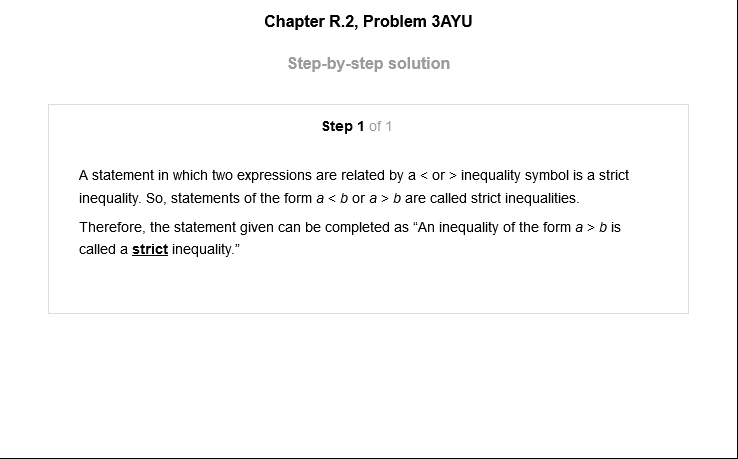 Chapter R.2, Problem 3AYU
Step-by-step solution
Step 1 of 1
A statement in which two expressions are related by a < or > inequality symbol is a strict
inequality. So, statements of the form a < b or a > b are called strict inequalities.
Therefore, the statement given can be completed as “An inequality of the form a > b is
called a strict inequality.”